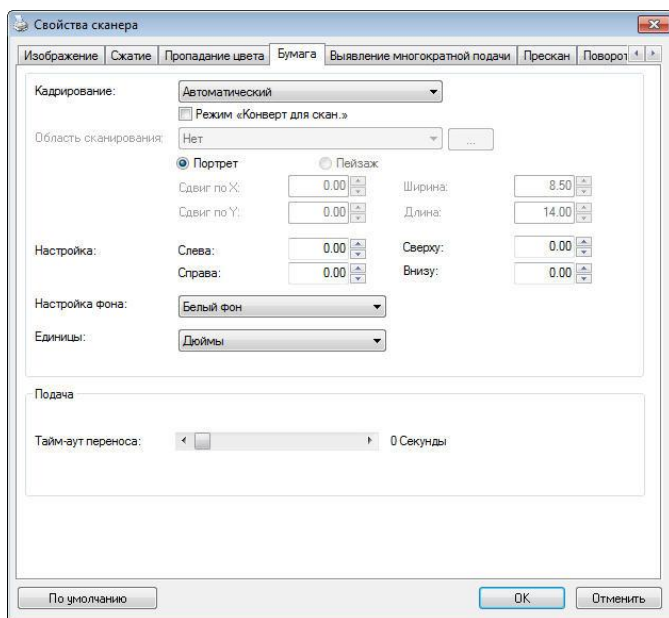 Свойства сканера
Изображение Сжатие Пропадание цвета Бумага Выявление многократной подачи Прескан Поворот
Кадрирование: Автоматический
Режим «Конверт для скан.»
Область сканирования: Нет ...
Портрет Пейзаж
Сдвиг по X: 0.00 Ширина: 8.50
Сдвиг по Y: 0.00 Длина: 14.00
Настройка: Слева: 0.00 Сверху: 0.00
Справа: 0.00 Внизу: 0.00
Настройка фона: Белый фон
Единицы: Дюймы
Подача
Тайм-аут переноса: 0 Секунды
По умолчанию OK Отменить